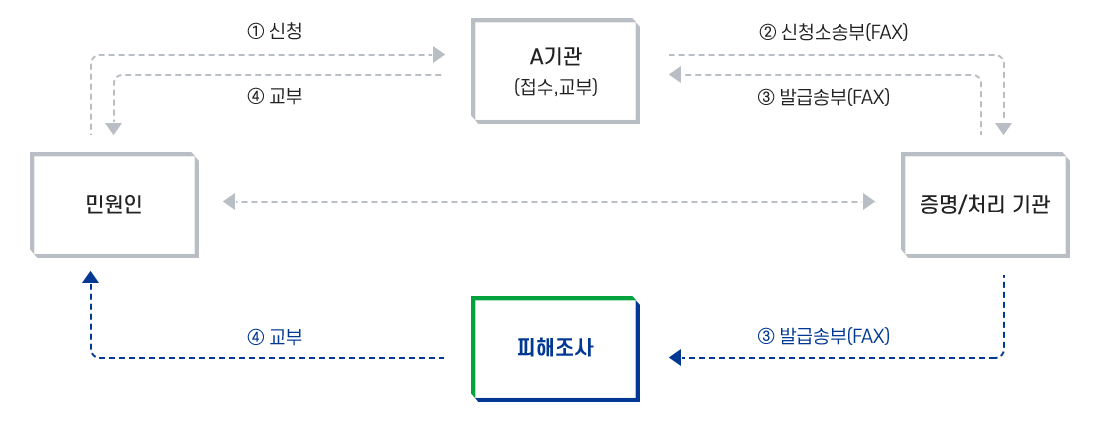 ① 신청
④ 교부
A기관
(접수,교부)
② 신청소송부(FAX)
③ 발급송부(FAX)
민원인
증명/처리 기관
④ 교부
피해조사
③ 발급송부(FAX)